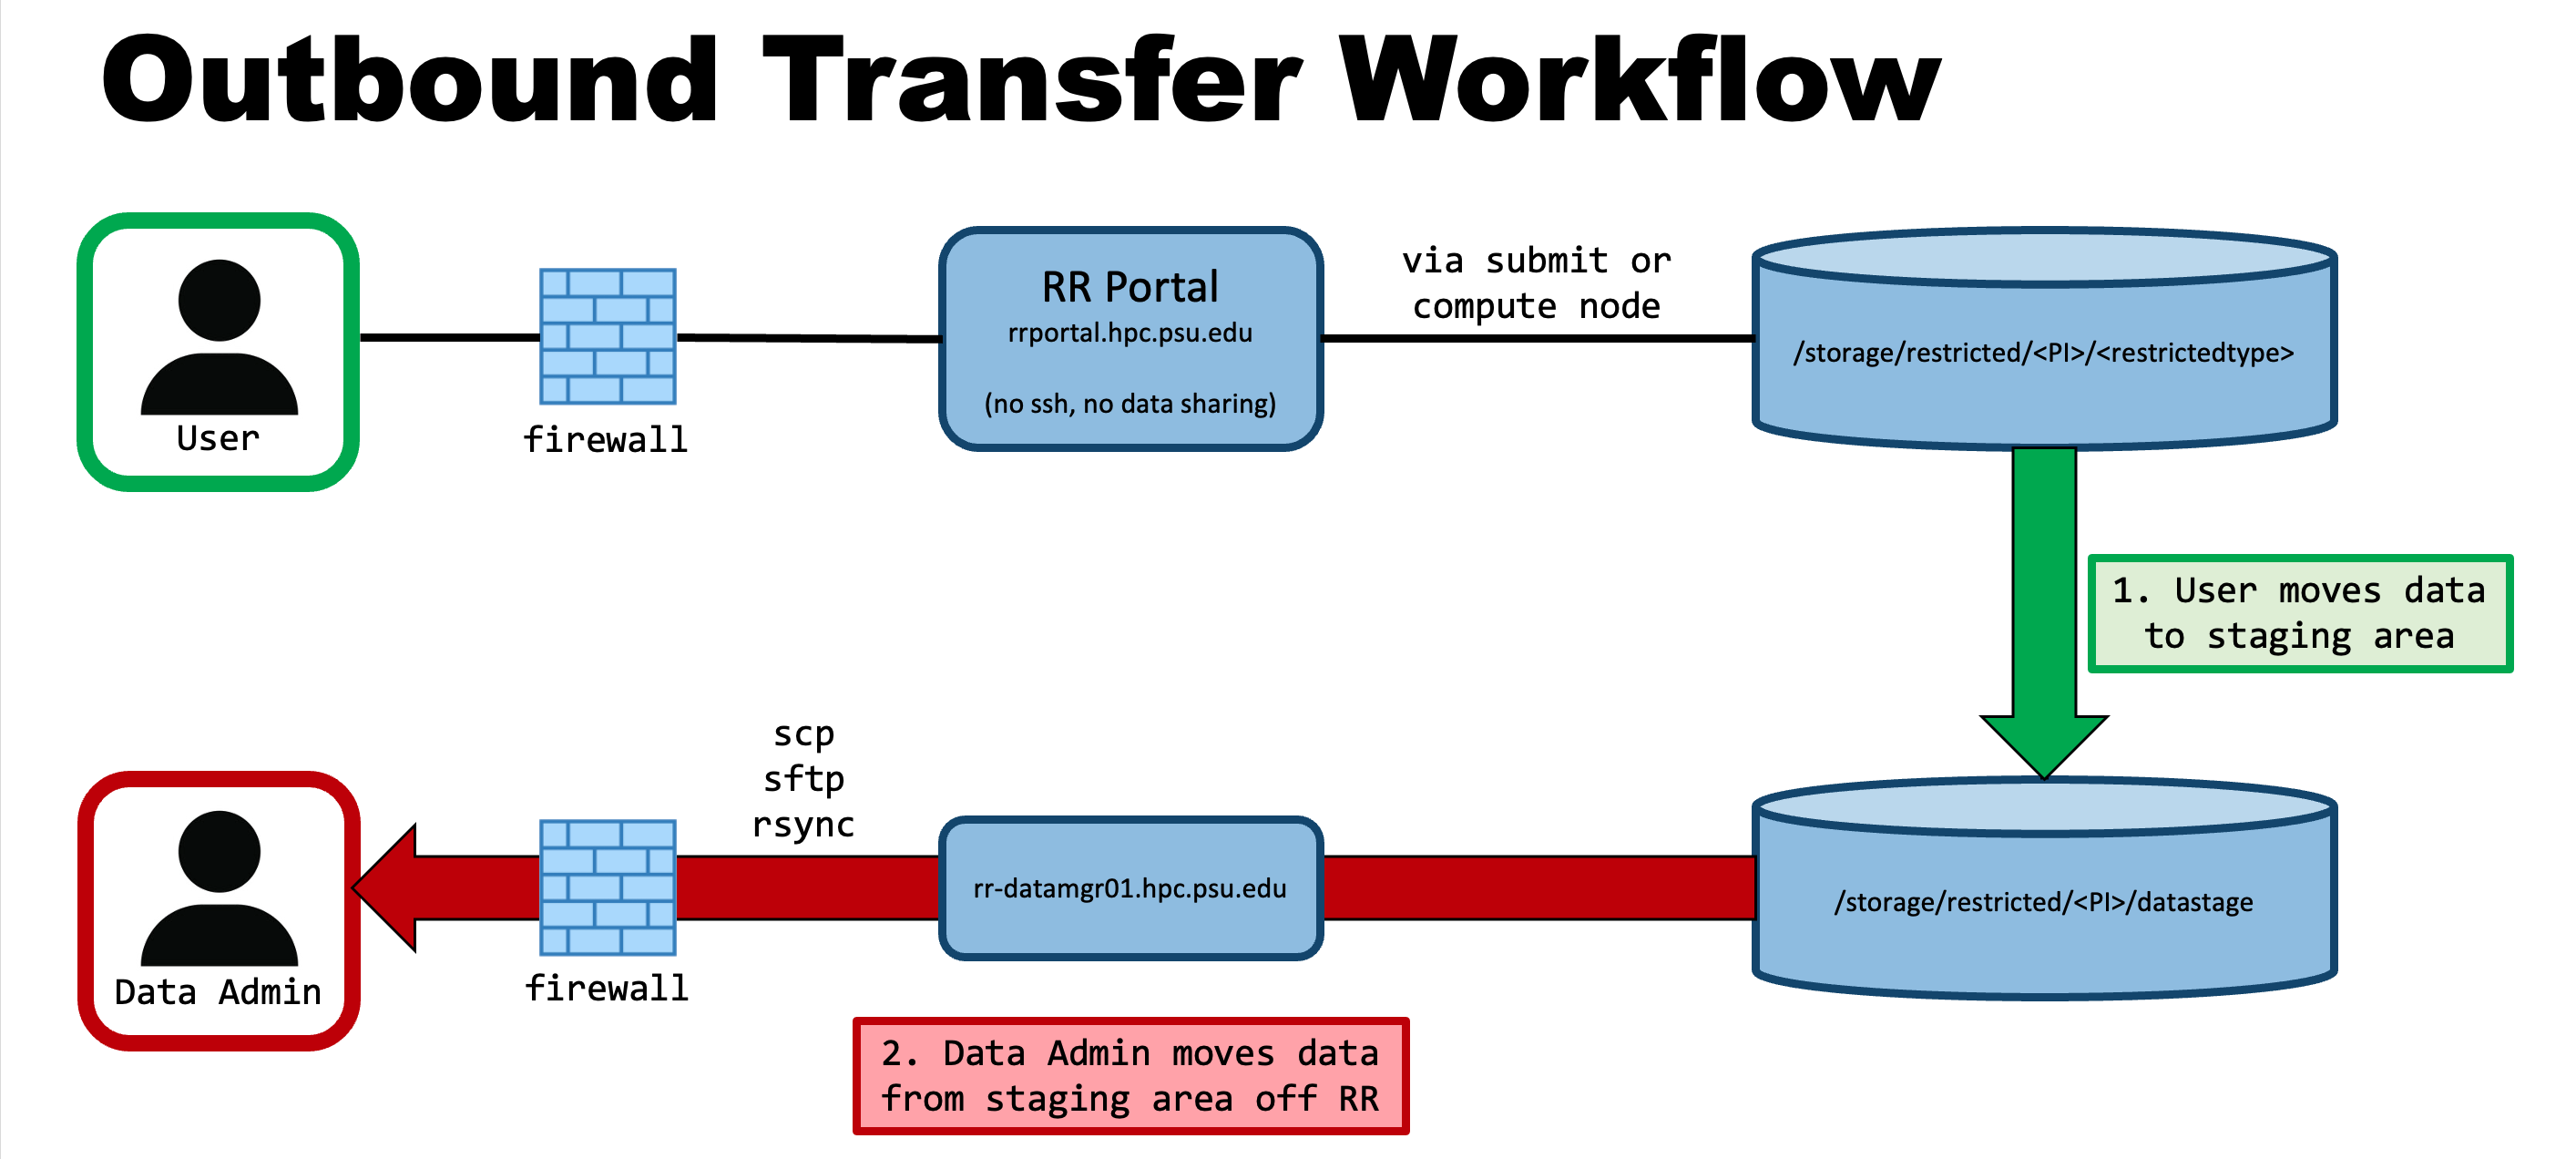 Outbound Transfer Workflow
User
firewall
RR Portal
rrportal.hpc.psu.edu
(no ssh, no data sharing)
via submit or
compute node
/storage/restricted/<PI>/<restrictedtype>
1. User moves data
to staging area
Data Admin
firewall
scp
sftp
rsync
rr-datamgr01.hpc.psu.edu
/storage/restricted/<PI>/datastage
2. Data Admin moves data
from staging area off RR